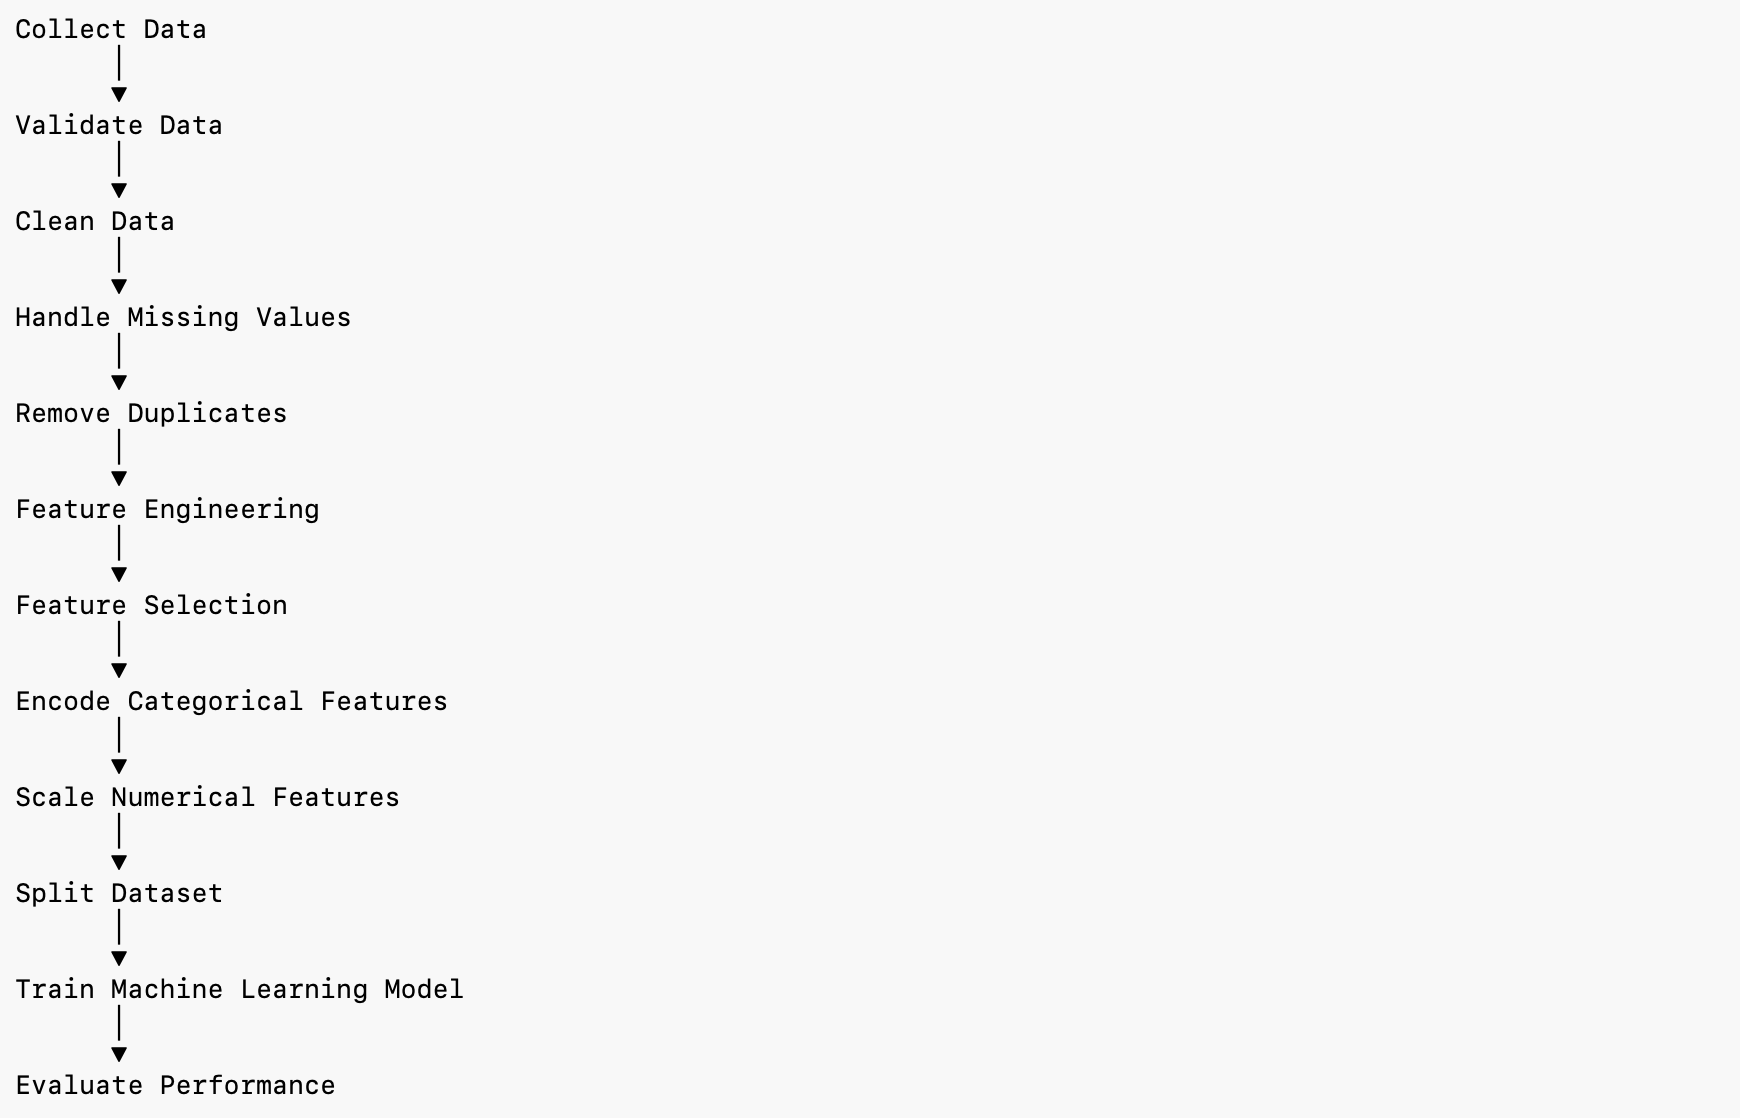 Collect Data
Validate Data
Clean Data
Handle Missing Values
Remove Duplicates
Feature Engineering
Feature Selection
Encode Categorical Features
Scale Numerical Features
Split Dataset
Train Machine Learning Model
Evaluate Performance